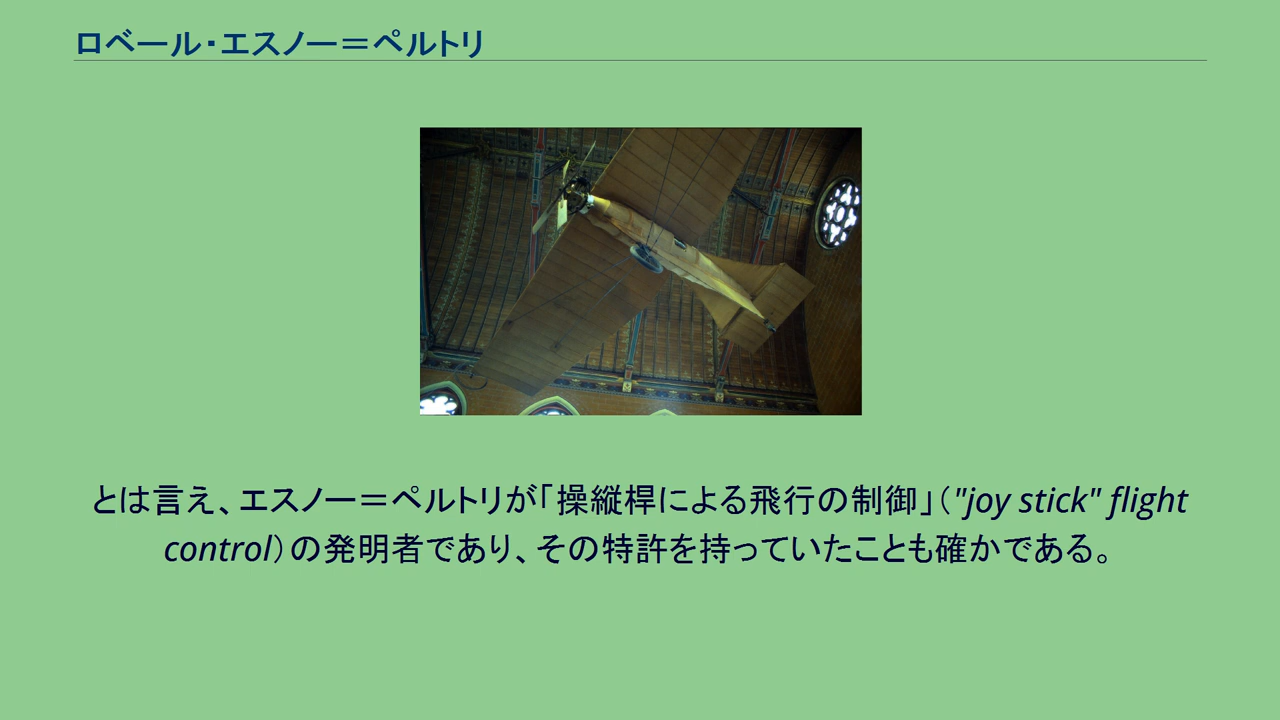 ロベール・エスノー＝ペルトリ
とは言え、エスノー＝ペルトリが「操縦桿による飛行の制御」（"joy stick" flight
control）の発明者であり、その特許を持っていたことも確かである。